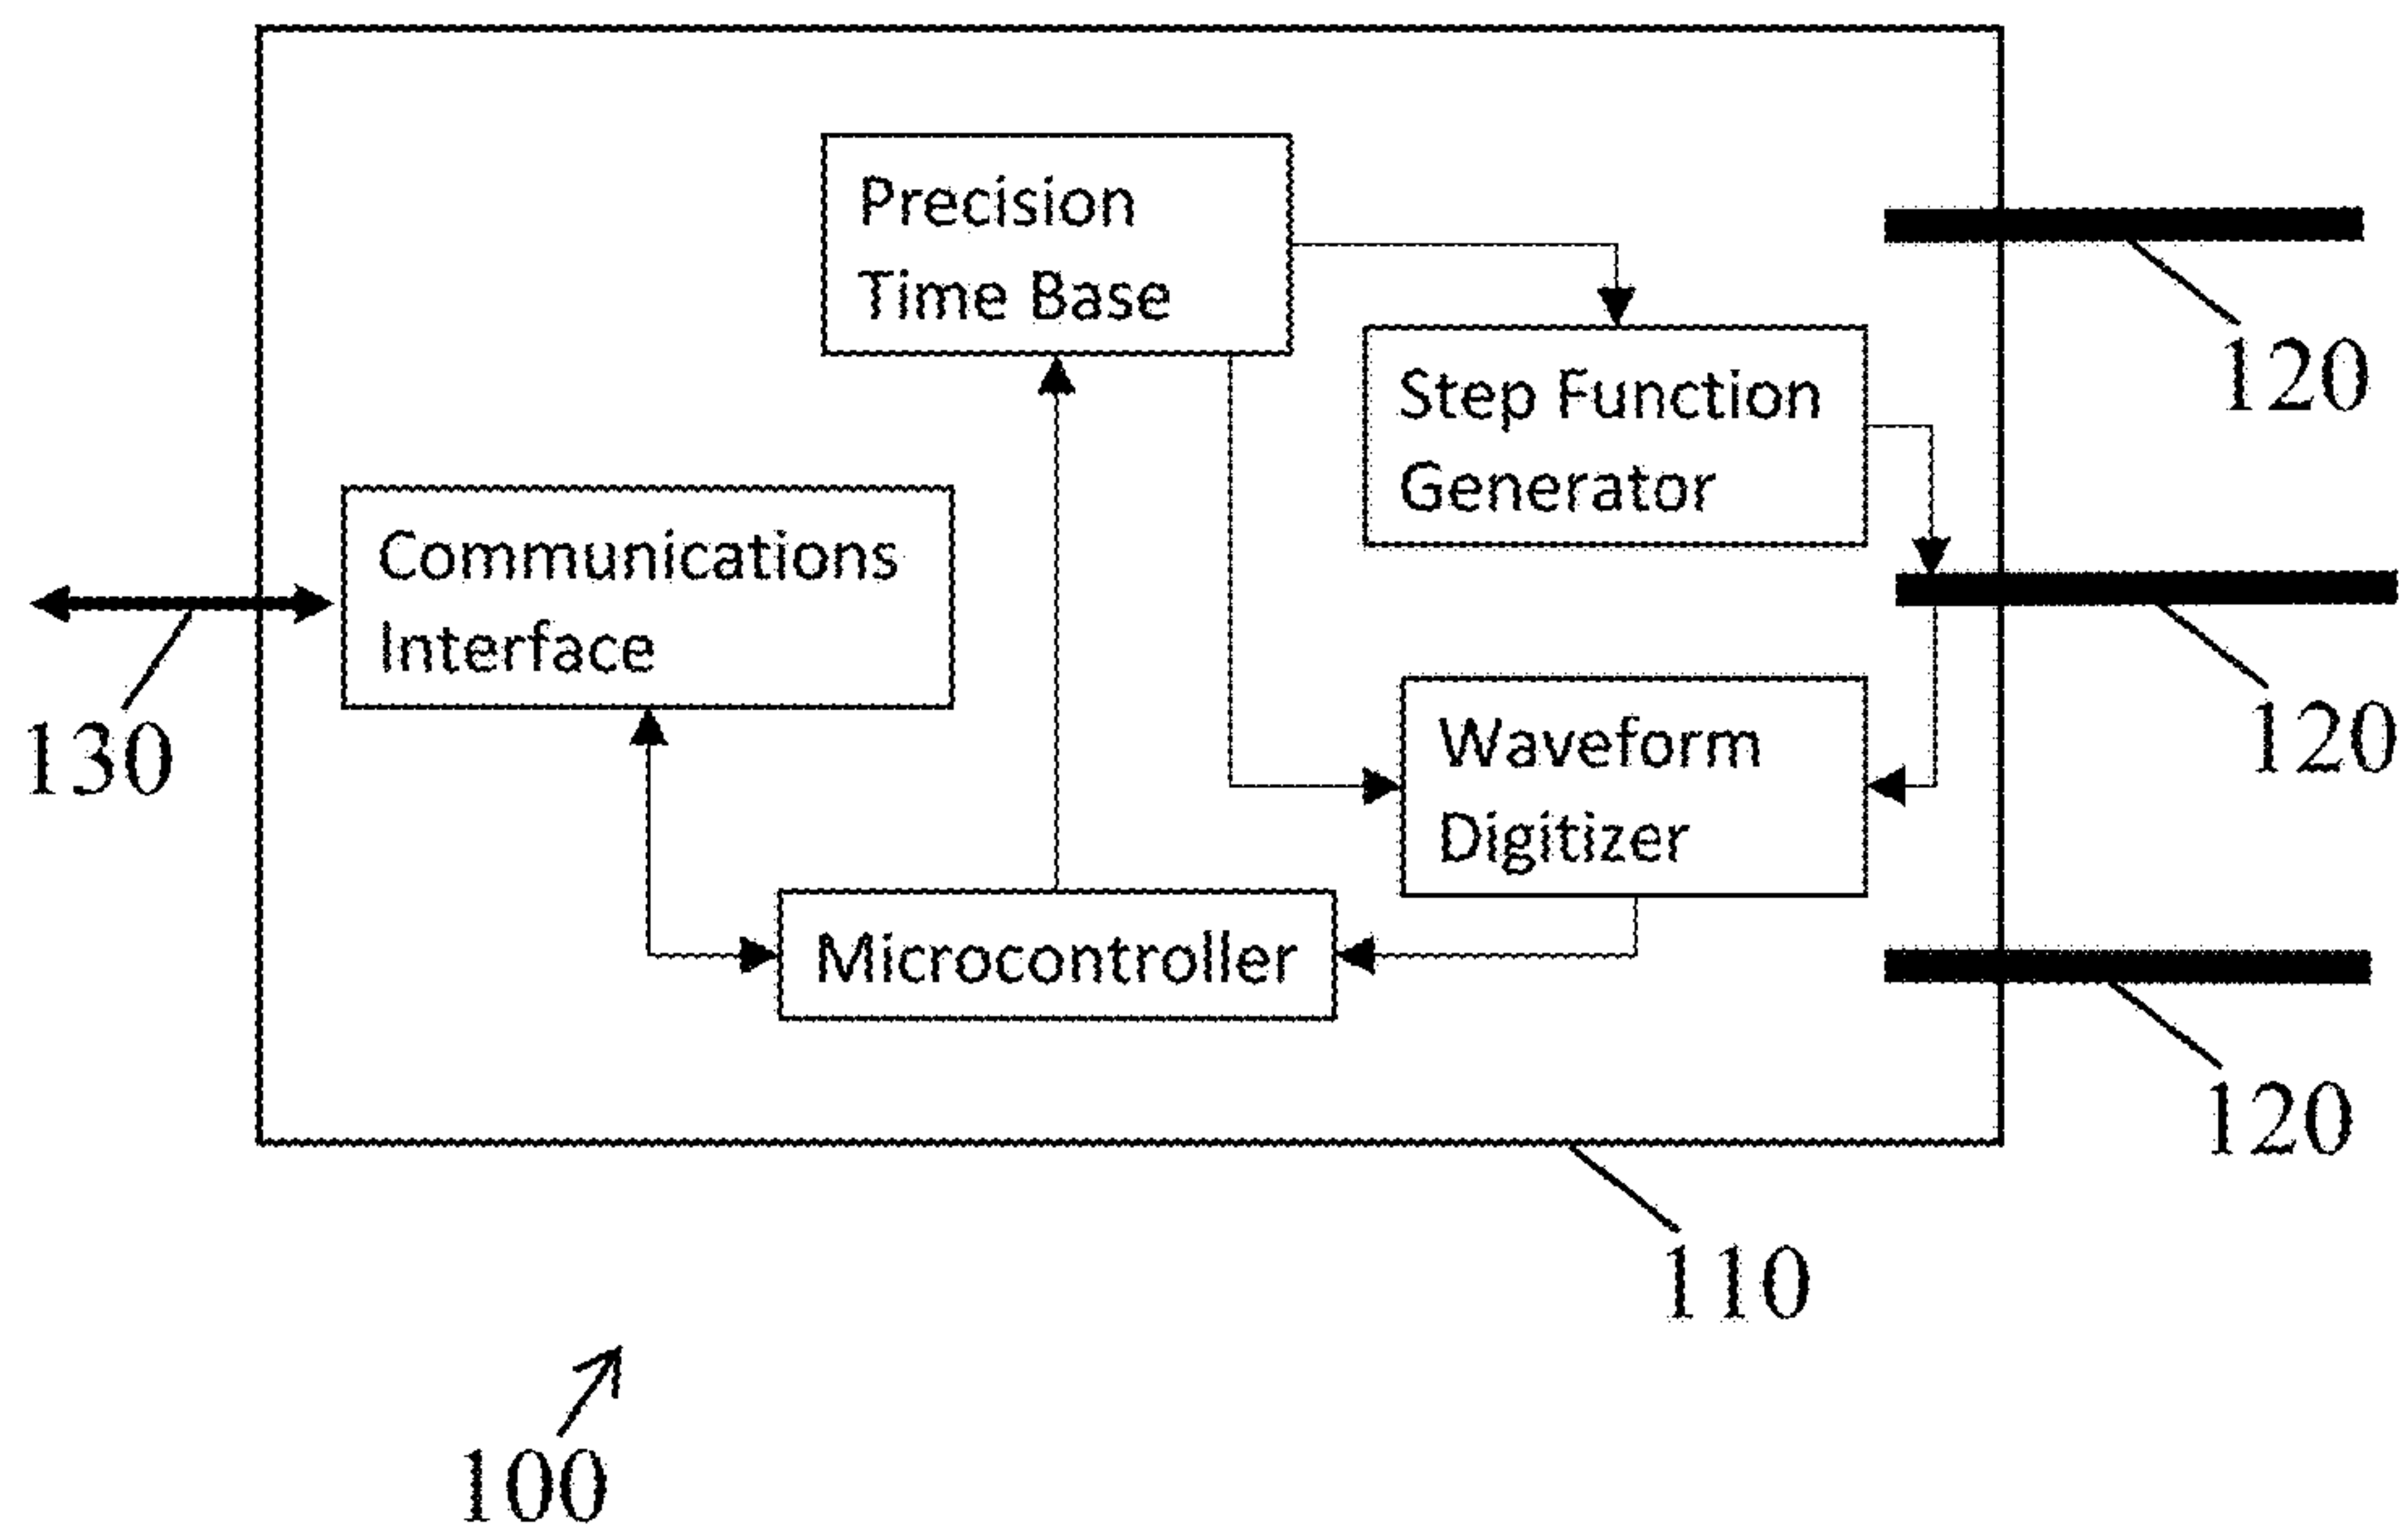 Precision
Time Base
120
Step Function
Generator
Communications
Interface
130
120
Waveform
Digitizer
Microcontroller
120
110
100